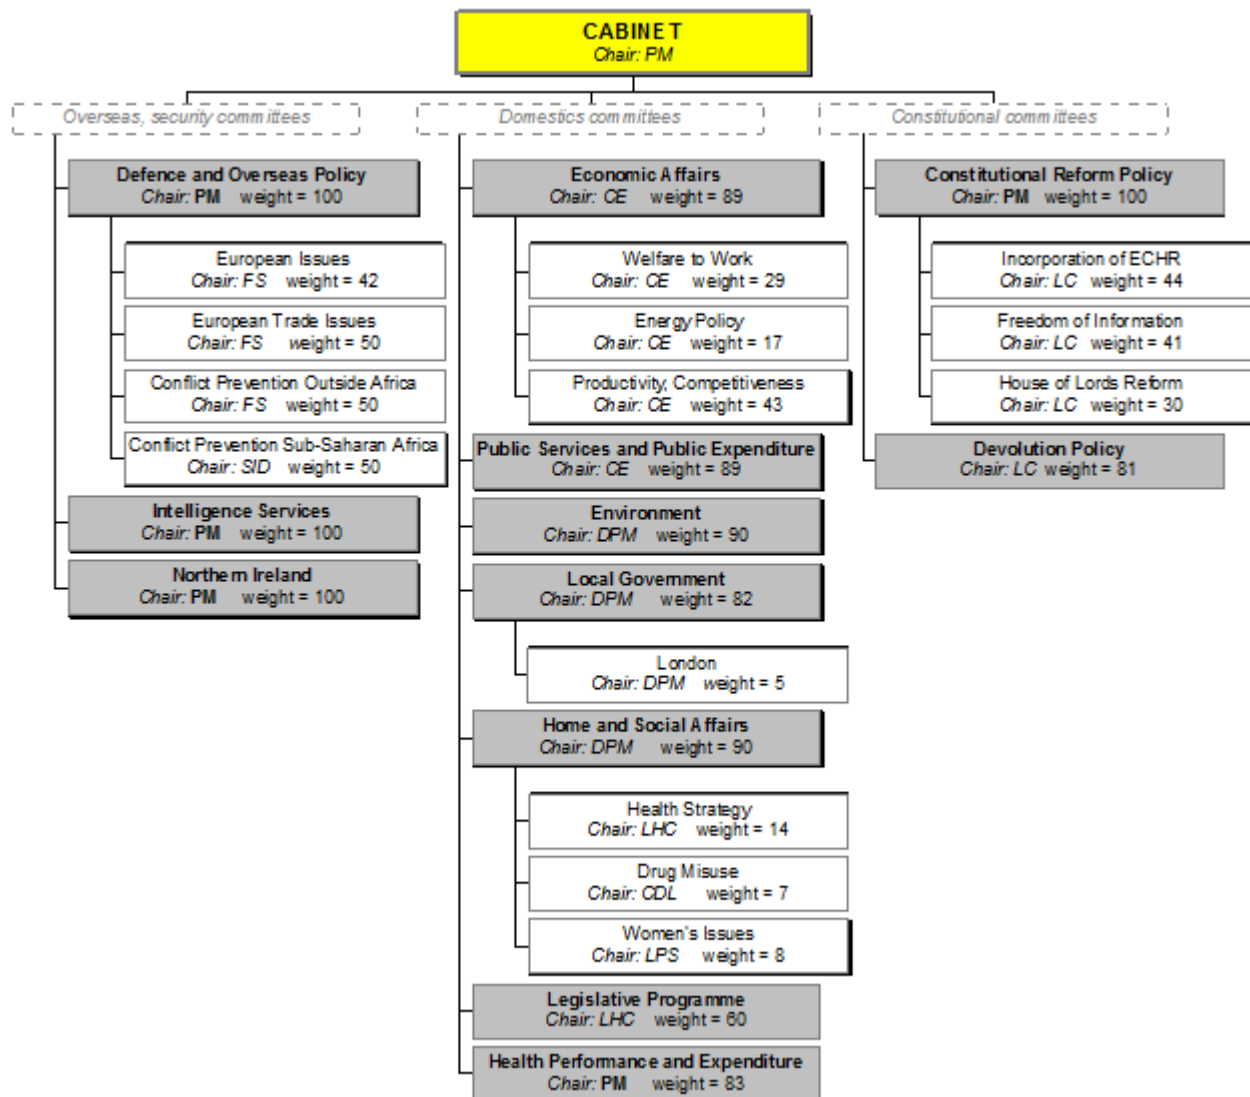 CABINET
Chair: PM
Overseas, security committees
Domestics committees
Constitutional committees
Defence and Overseas Policy
Chair: PM weight = 100
European Issues
Chair: FS weight = 42
European Trade Issues
Chair: FS weight = 50
Conflict Prevention Outside Africa
Chair: FS weight = 50
Conflict Prevention Sub-Saharan Africa
Chair: SID weight = 50
Intelligence Services
Chair: PM weight = 100
Northern Ireland
Chair: PM weight = 100
Economic Affairs
Chair: CE weight = 89
Welfare to Work
Chair: CE weight = 29
Energy Policy
Chair: CE weight = 17
Productivity, Competitiveness
Chair: CE weight = 43
Public Services and Public Expenditure
Chair: CE weight = 89
Environment
Chair: DPM weight = 90
Local Government
Chair: DPM weight = 82
London
Chair: DPM weight = 5
Home and Social Affairs
Chair: DPM weight = 90
Health Strategy
Chair: LHC weight = 14
Drug Misuse
Chair: CDL weight = 7
Women's Issues
Chair: LPS weight = 8
Legislative Programme
Chair: LHC weight = 60
Health Performance and Expenditure
Chair: PM weight = 83
Constitutional Reform Policy
Chair: PM weight = 100
Incorporation of ECHR
Chair: LC weight = 44
Freedom of Information
Chair: LC weight = 41
House of Lords Reform
Chair: LC weight = 30
Devolution Policy
Chair: LC weight = 81